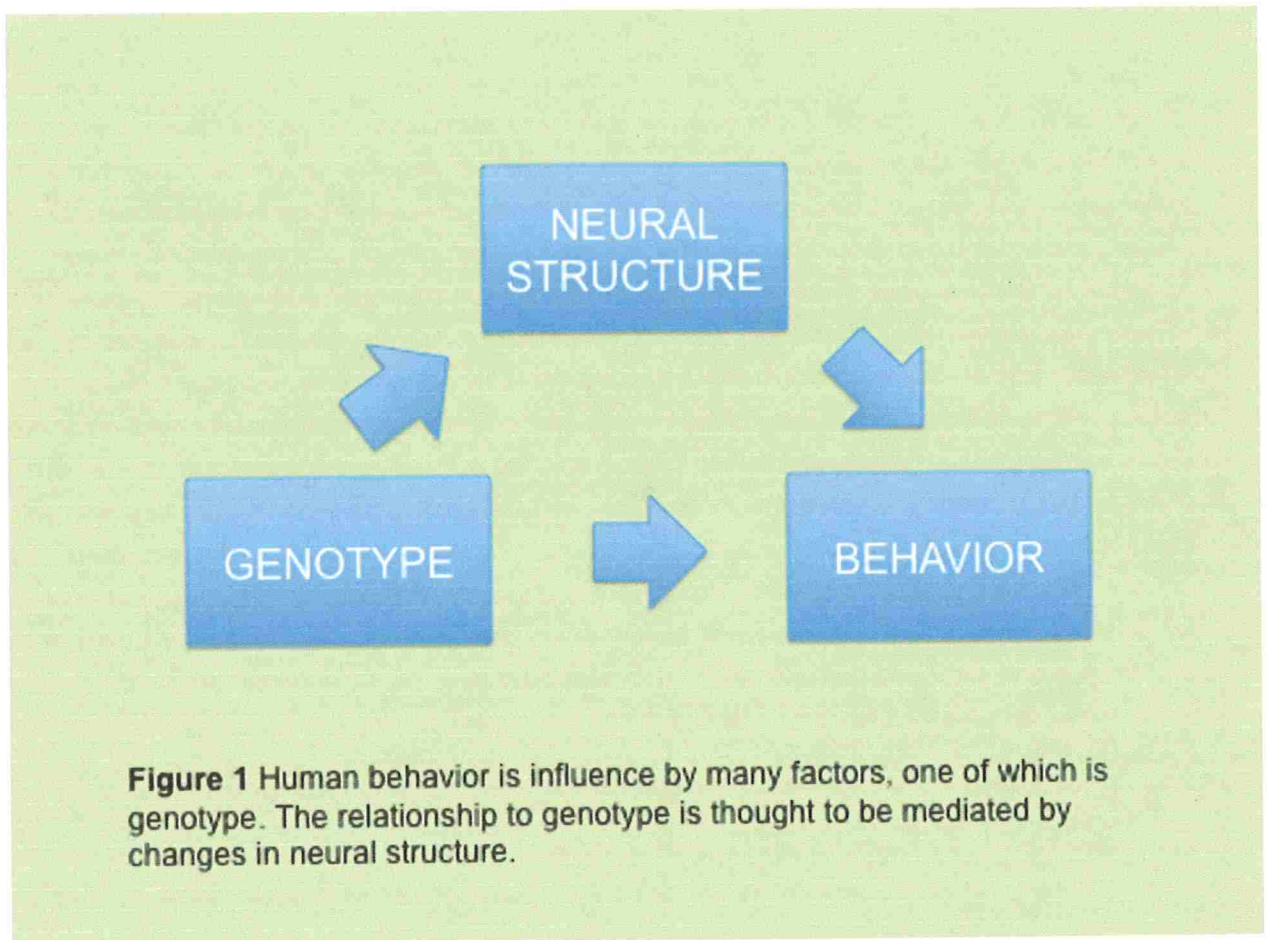 NEURAL
STRUCTURE
GENOTYPE
BEHAVIOR
Figure 1 Human behavior is influence by many factors, one of which is
genotype. The relationship to genotype is thought to be mediated by
changes in neural structure.